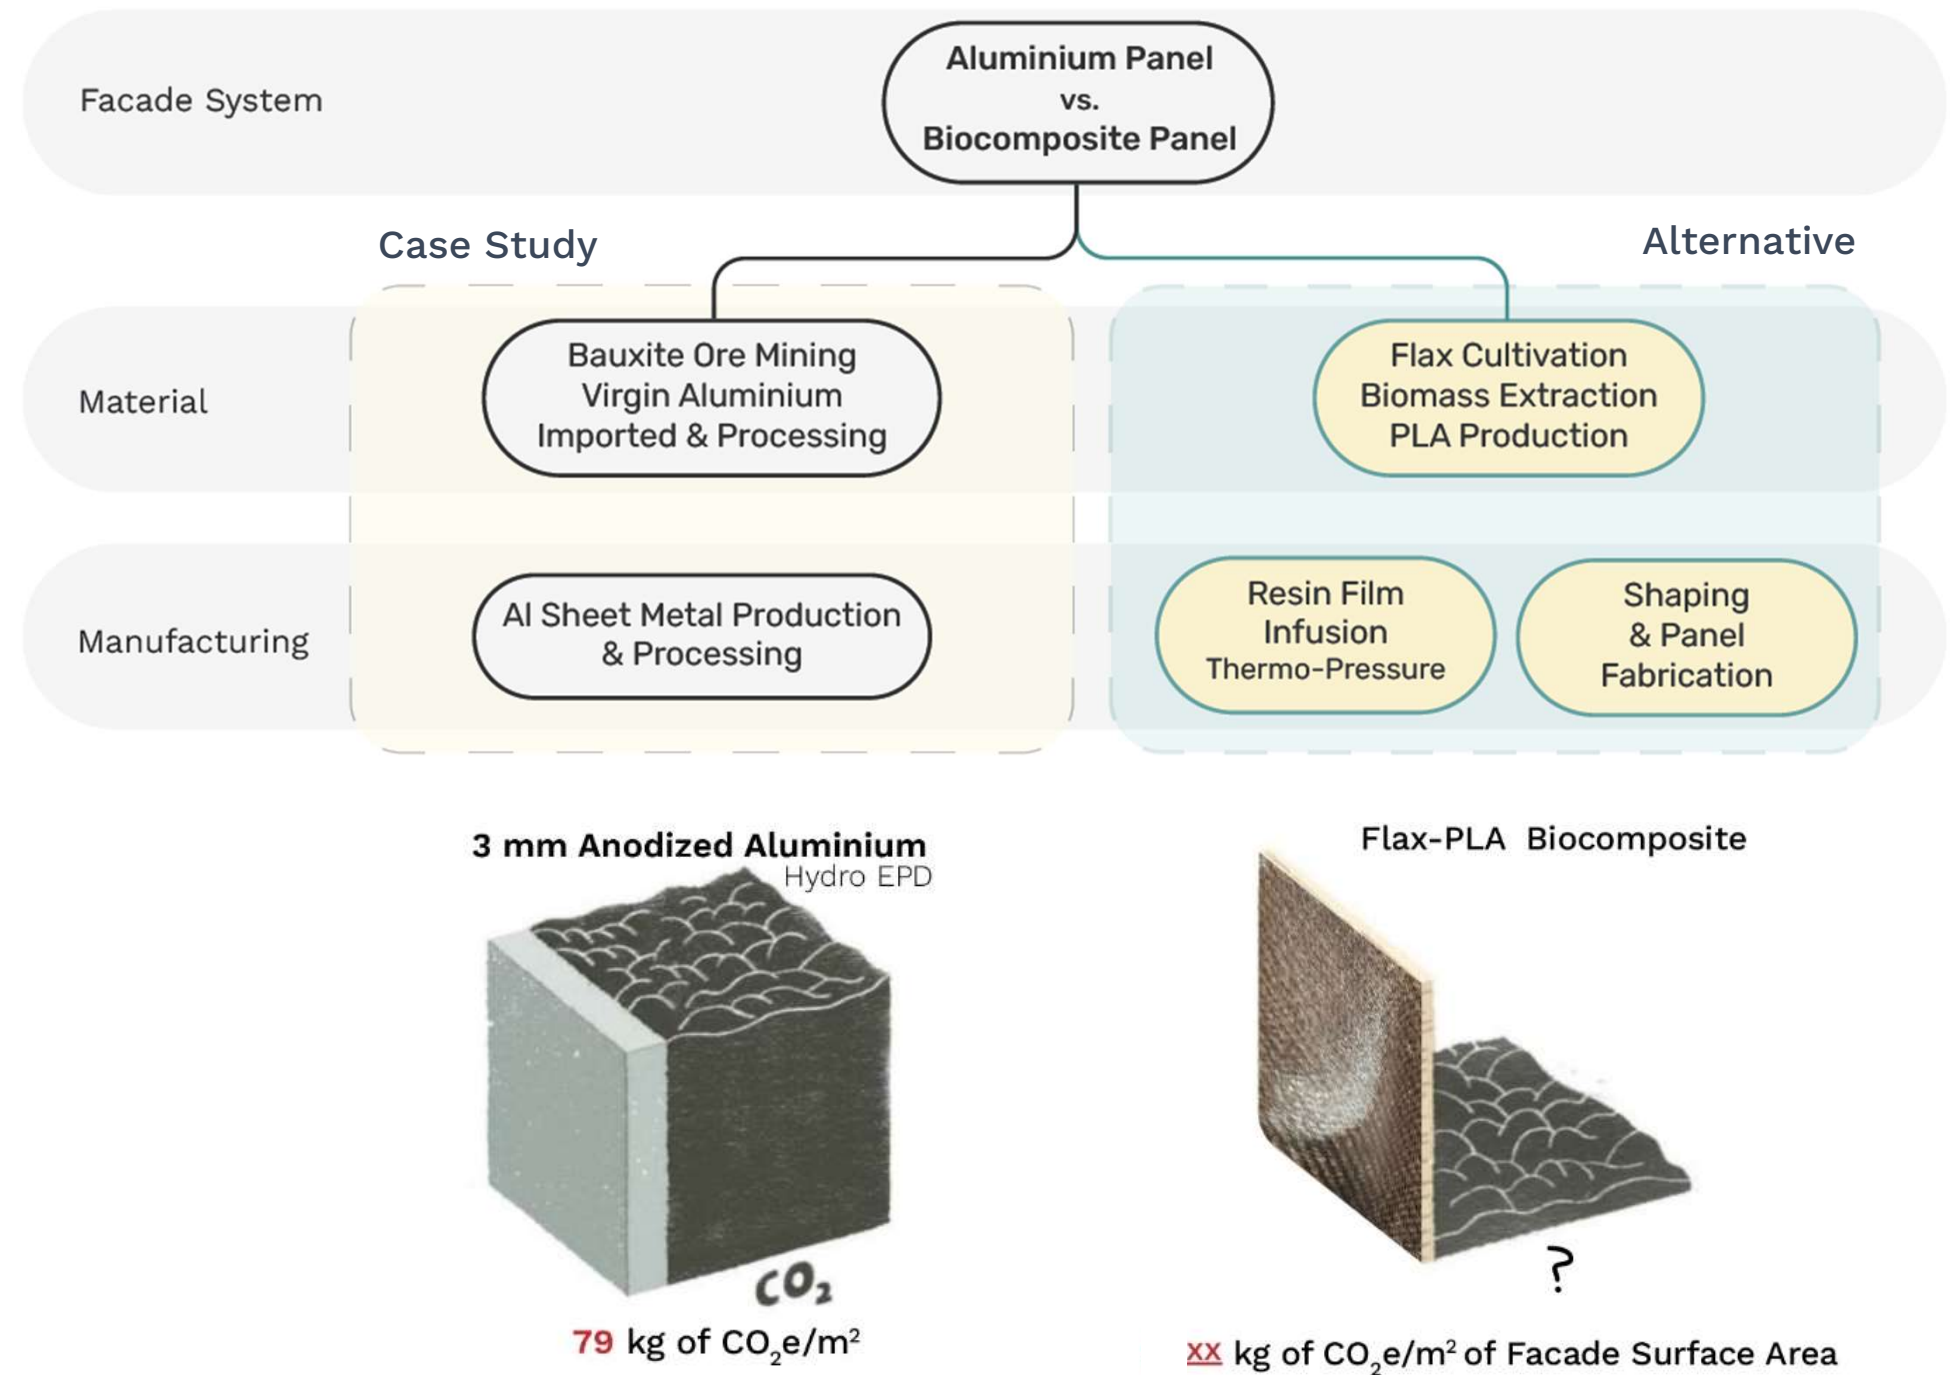 Facade System
Aluminium Panel
vs.
Biocomposite Panel
Case Study
Alternative
Material
Bauxite Ore Mining
Virgin Aluminium
Imported & Processing
Flax Cultivation
Biomass Extraction
PLA Production
Manufacturing
Al Sheet Metal Production
& Processing
Resin Film
Infusion
Thermo-Pressure
Shaping
& Panel
Fabrication
3 mm Anodized Aluminium
Hydro EPD
Flax-PLA Biocomposite
CO₂
?
79 kg of CO₂e/m²
xx kg of CO₂e/m² of Facade Surface Area